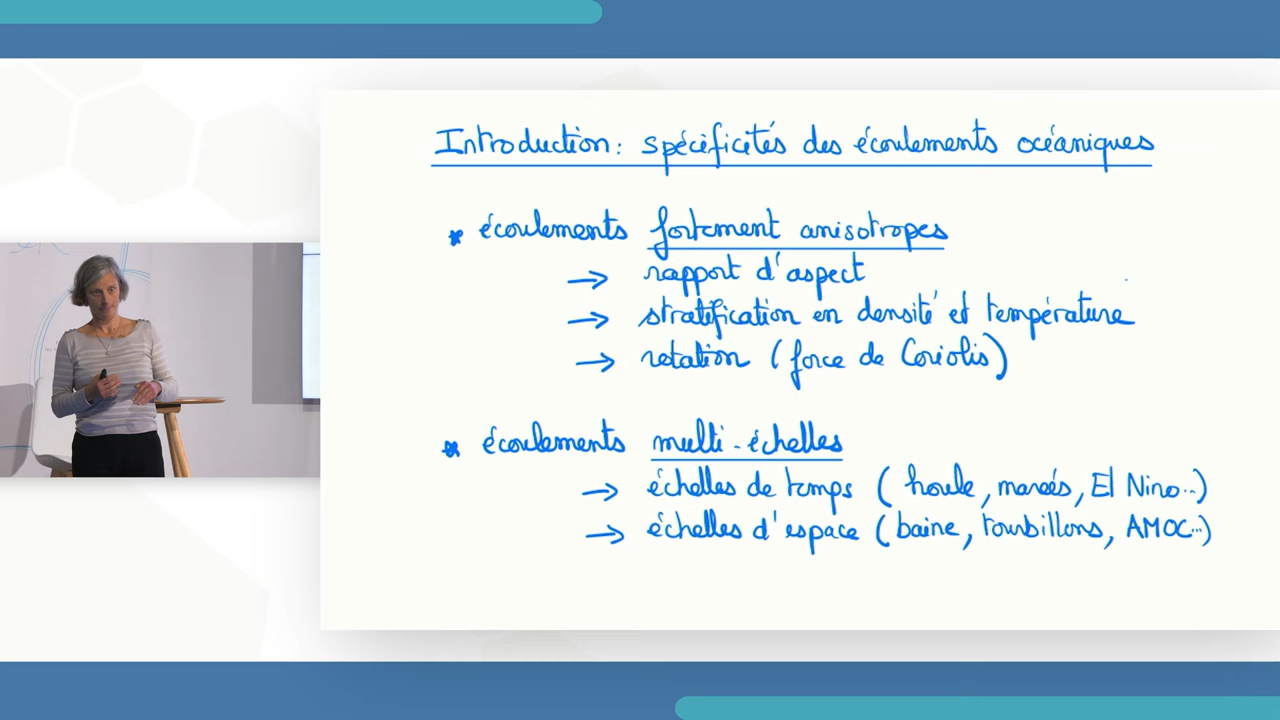 Introduction: spécificités des écoulements océaniques
* écoulements fortement anisotropes
→ rapport d'aspect
→ stratification en densité et température
→ rotation (force de Coriolis)
* écoulements multi-échelles
→ échelles de temps (houle, marées, El Nino...)
→ échelles d'espace (baine, tourbillons, AMOC...)